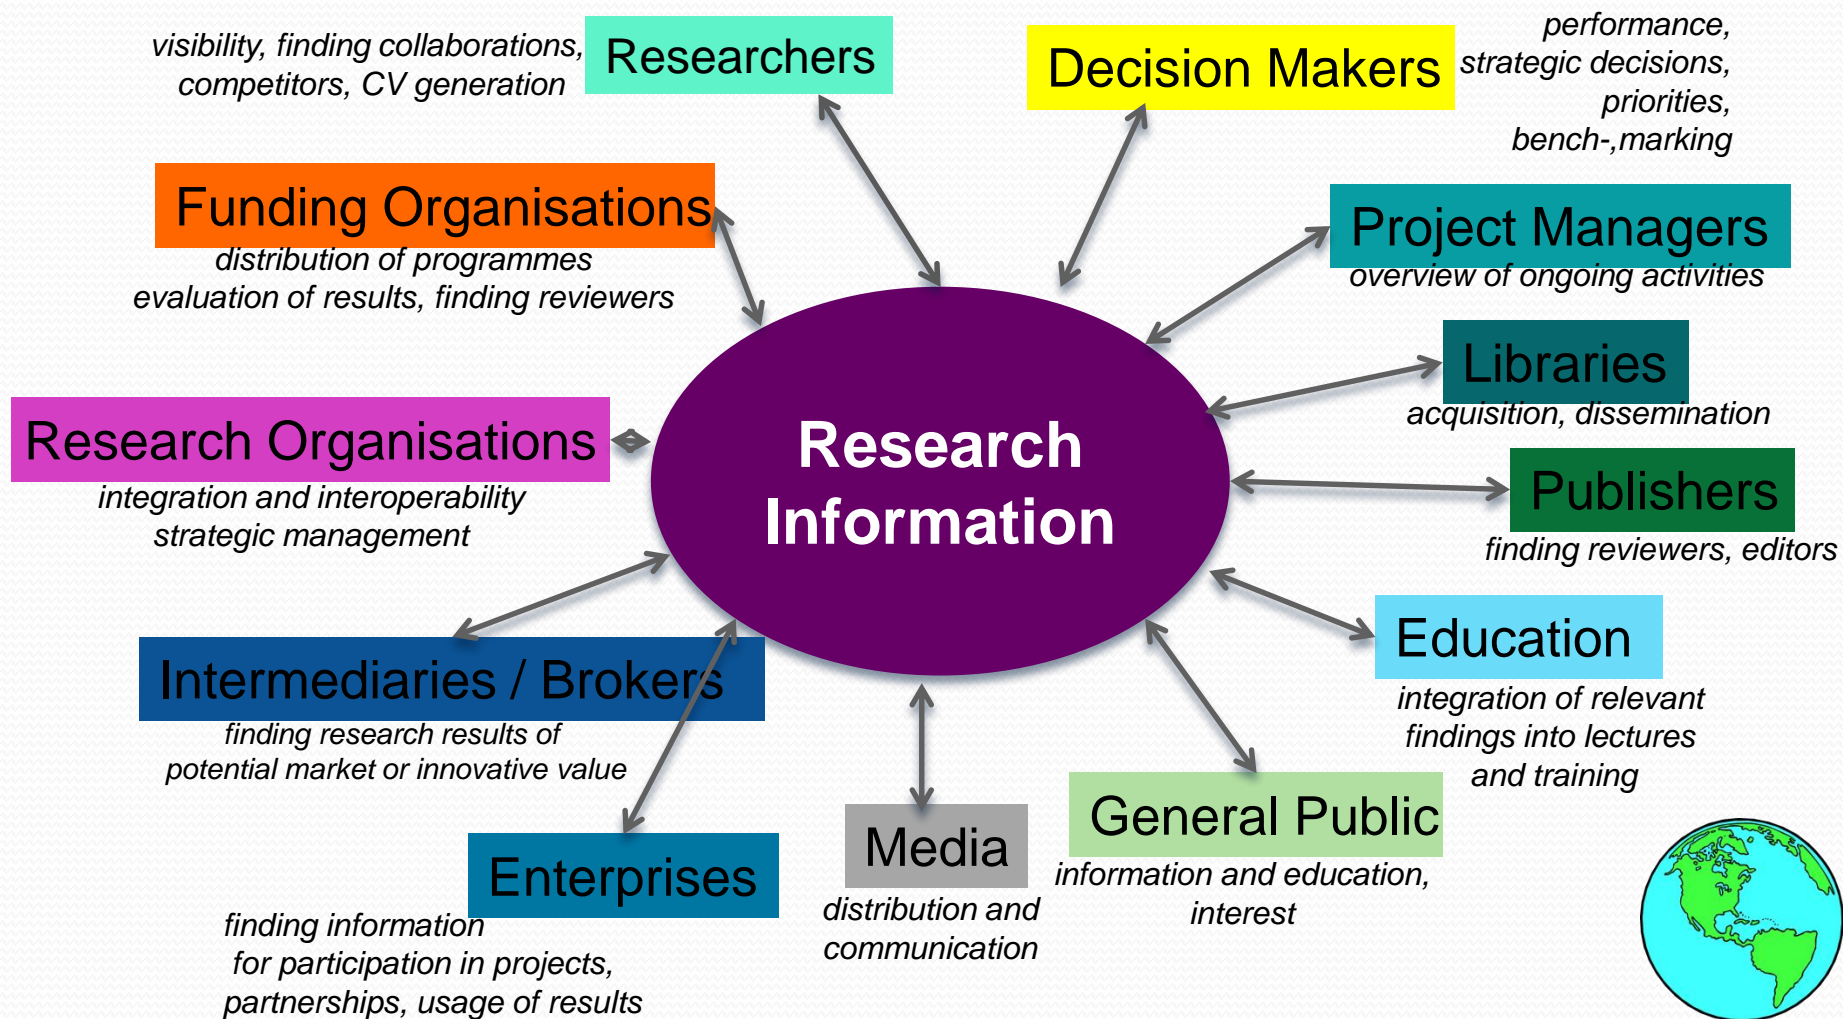 Researchers
visibility, finding collaborations,
competitors, CV generation
Decision Makers
performance,
strategic decisions,
priorities,
bench-,marking
Funding Organisations
distribution of programmes
evaluation of results, finding reviewers
Project Managers
overview of ongoing activities
Libraries
acquisition, dissemination
Research Organisations
integration and interoperability
strategic management
Research
Information
Publishers
finding reviewers, editors
Intermediaries / Brokers
finding research results of
potential market or innovative value
Education
integration of relevant
findings into lectures
and training
Enterprises
finding information
for participation in projects,
partnerships, usage of results
Media
distribution and
communication
General Public
information and education,
interest